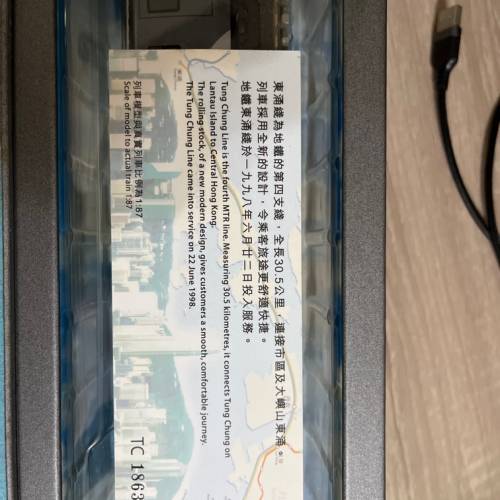 東涌綫為地鐵的第四支綫，全長30.5公里，連接市區及大嶼山東涌。
列車採用全新的設計，令乘客旅途更舒適快捷。
地鐵東涌綫於一九九八年六月廿二日投入服務。
Tung Chung Line is the fourth MTR line. Measuring 30.5 kilometres, it connects Tung Chung on
Lantau Island to Central Hong Kong.
The rolling stock, of a new modern design, gives customers a smooth, comfortable journey.
The Tung Chung Line came into service on 22 June 1998.
列車模型與真實列車比例為1:87
Scale of model to actual train 1:87
TC 1863